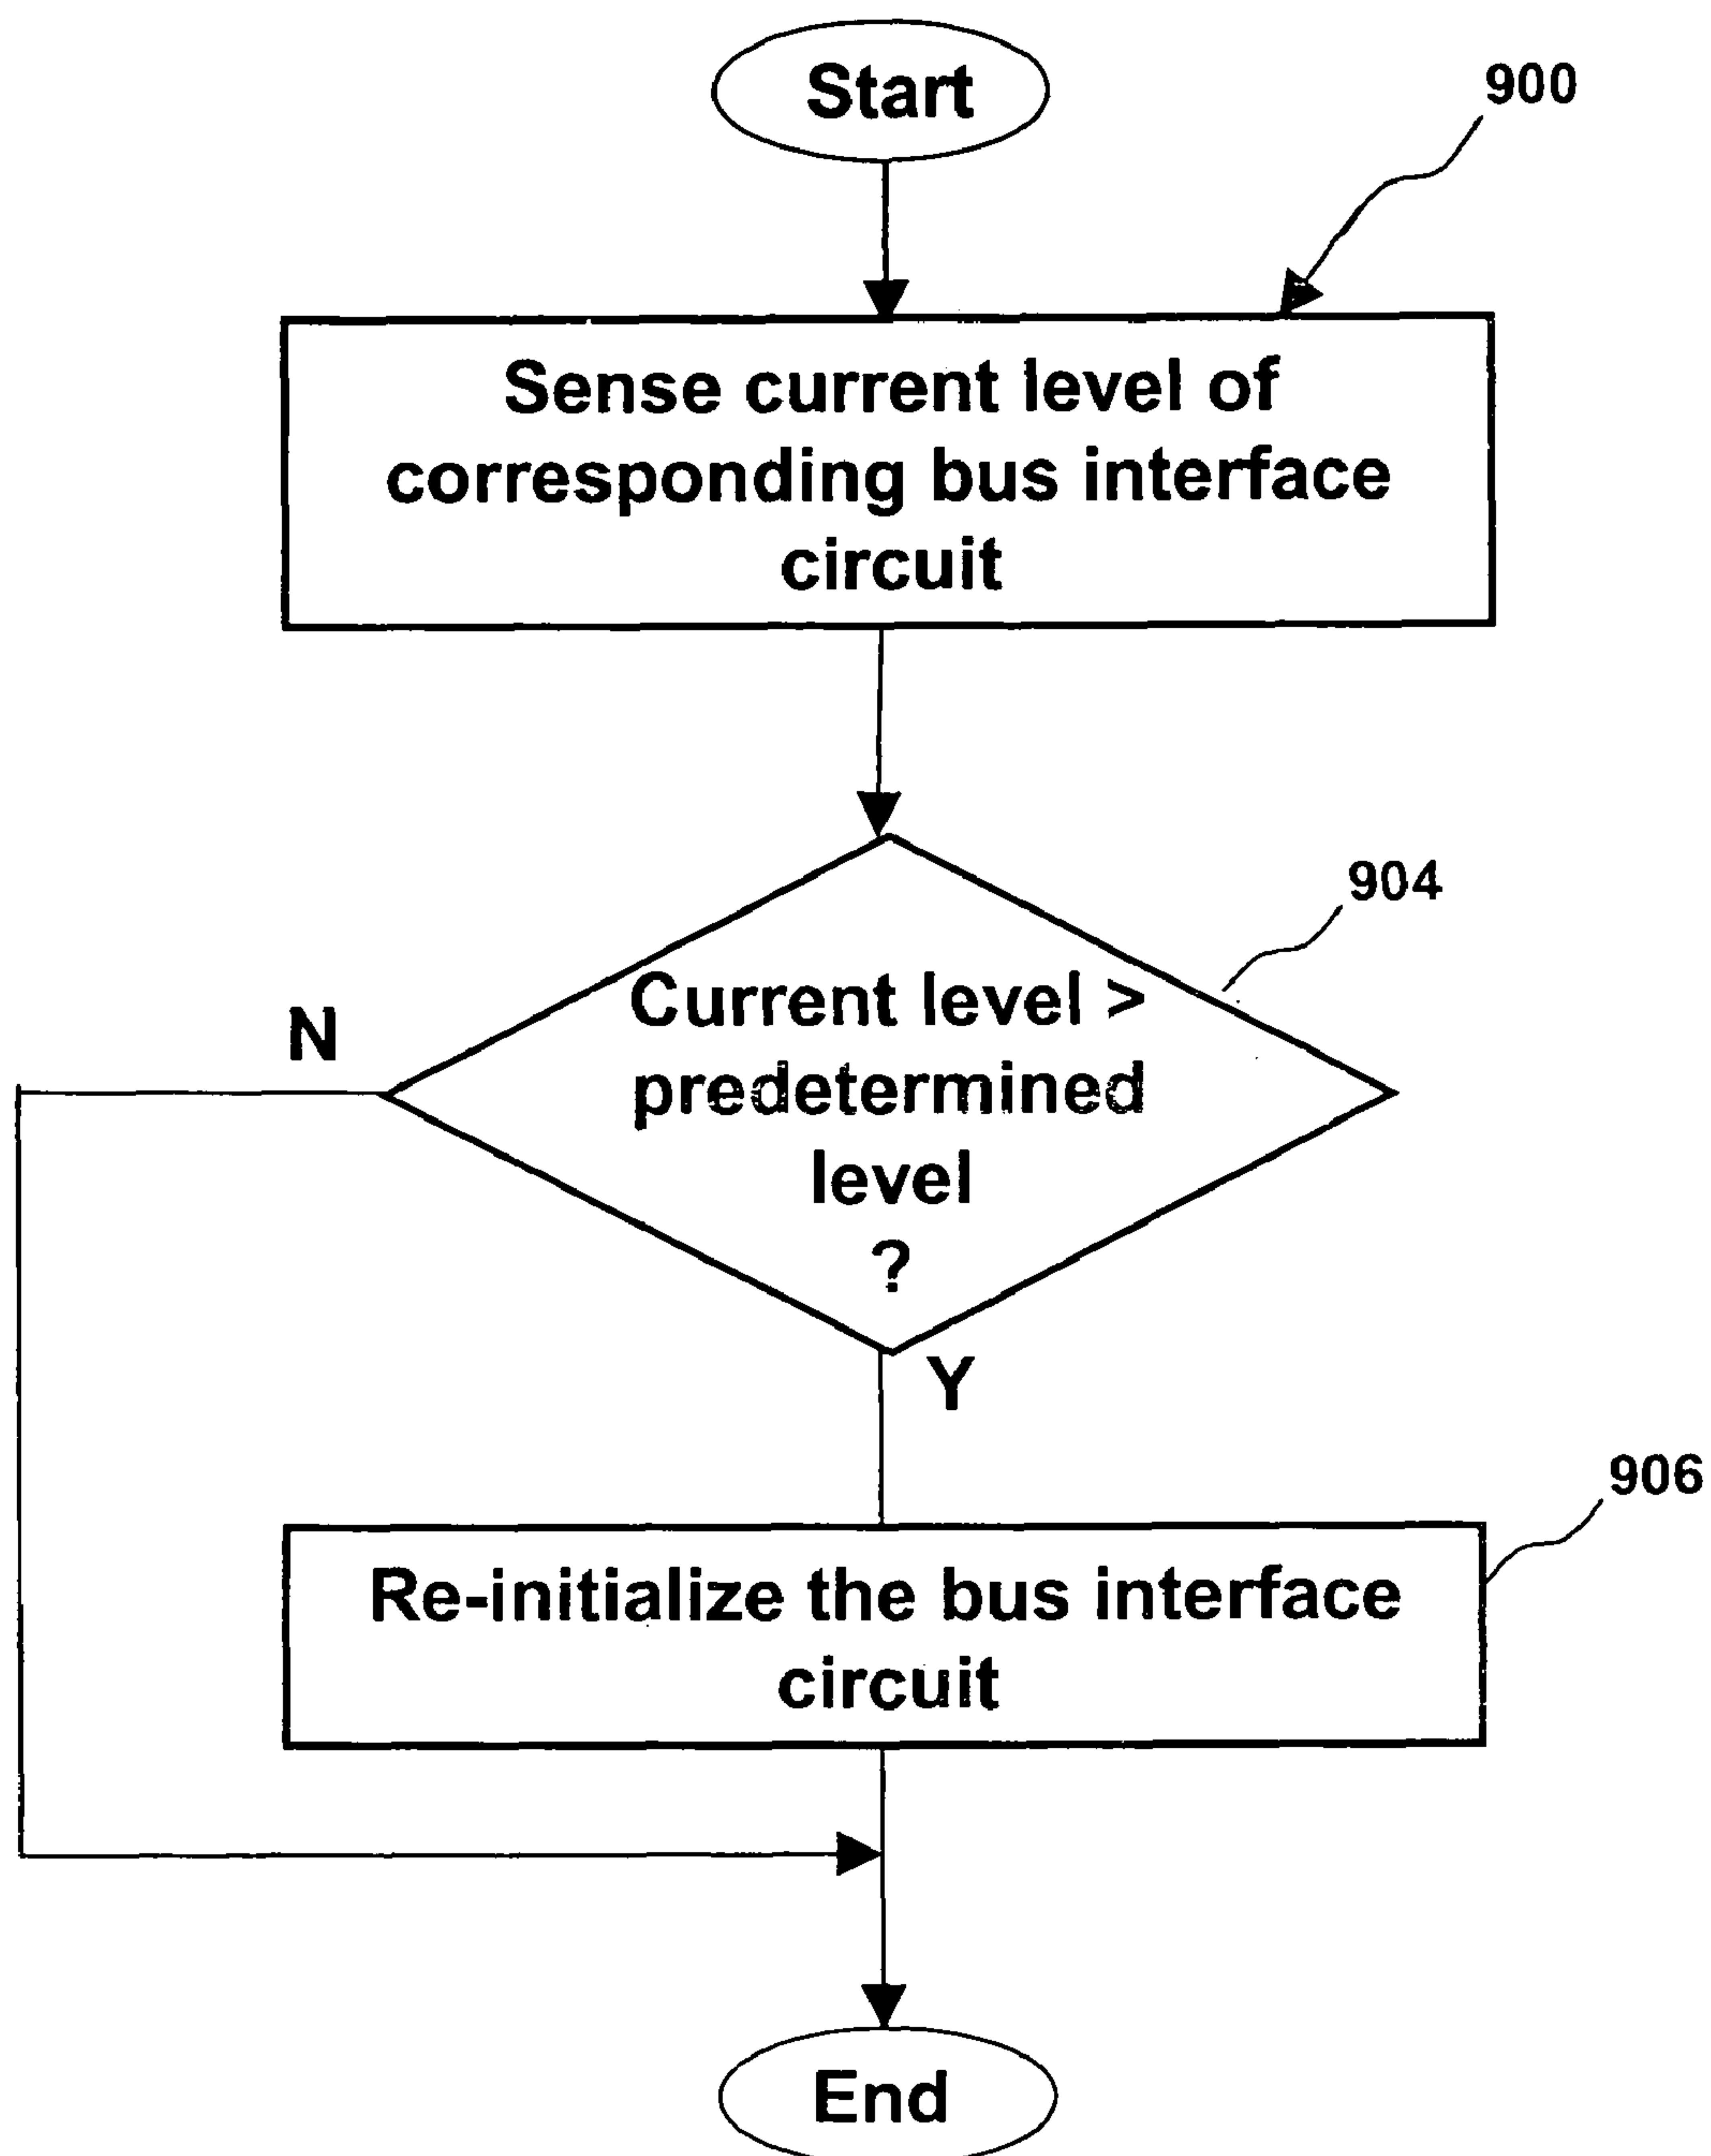 Start
900
Sense current level of
corresponding bus interface
circuit
904
Current level >
predetermined
level
?
N
Y
906
Re-initialize the bus interface
circuit
End